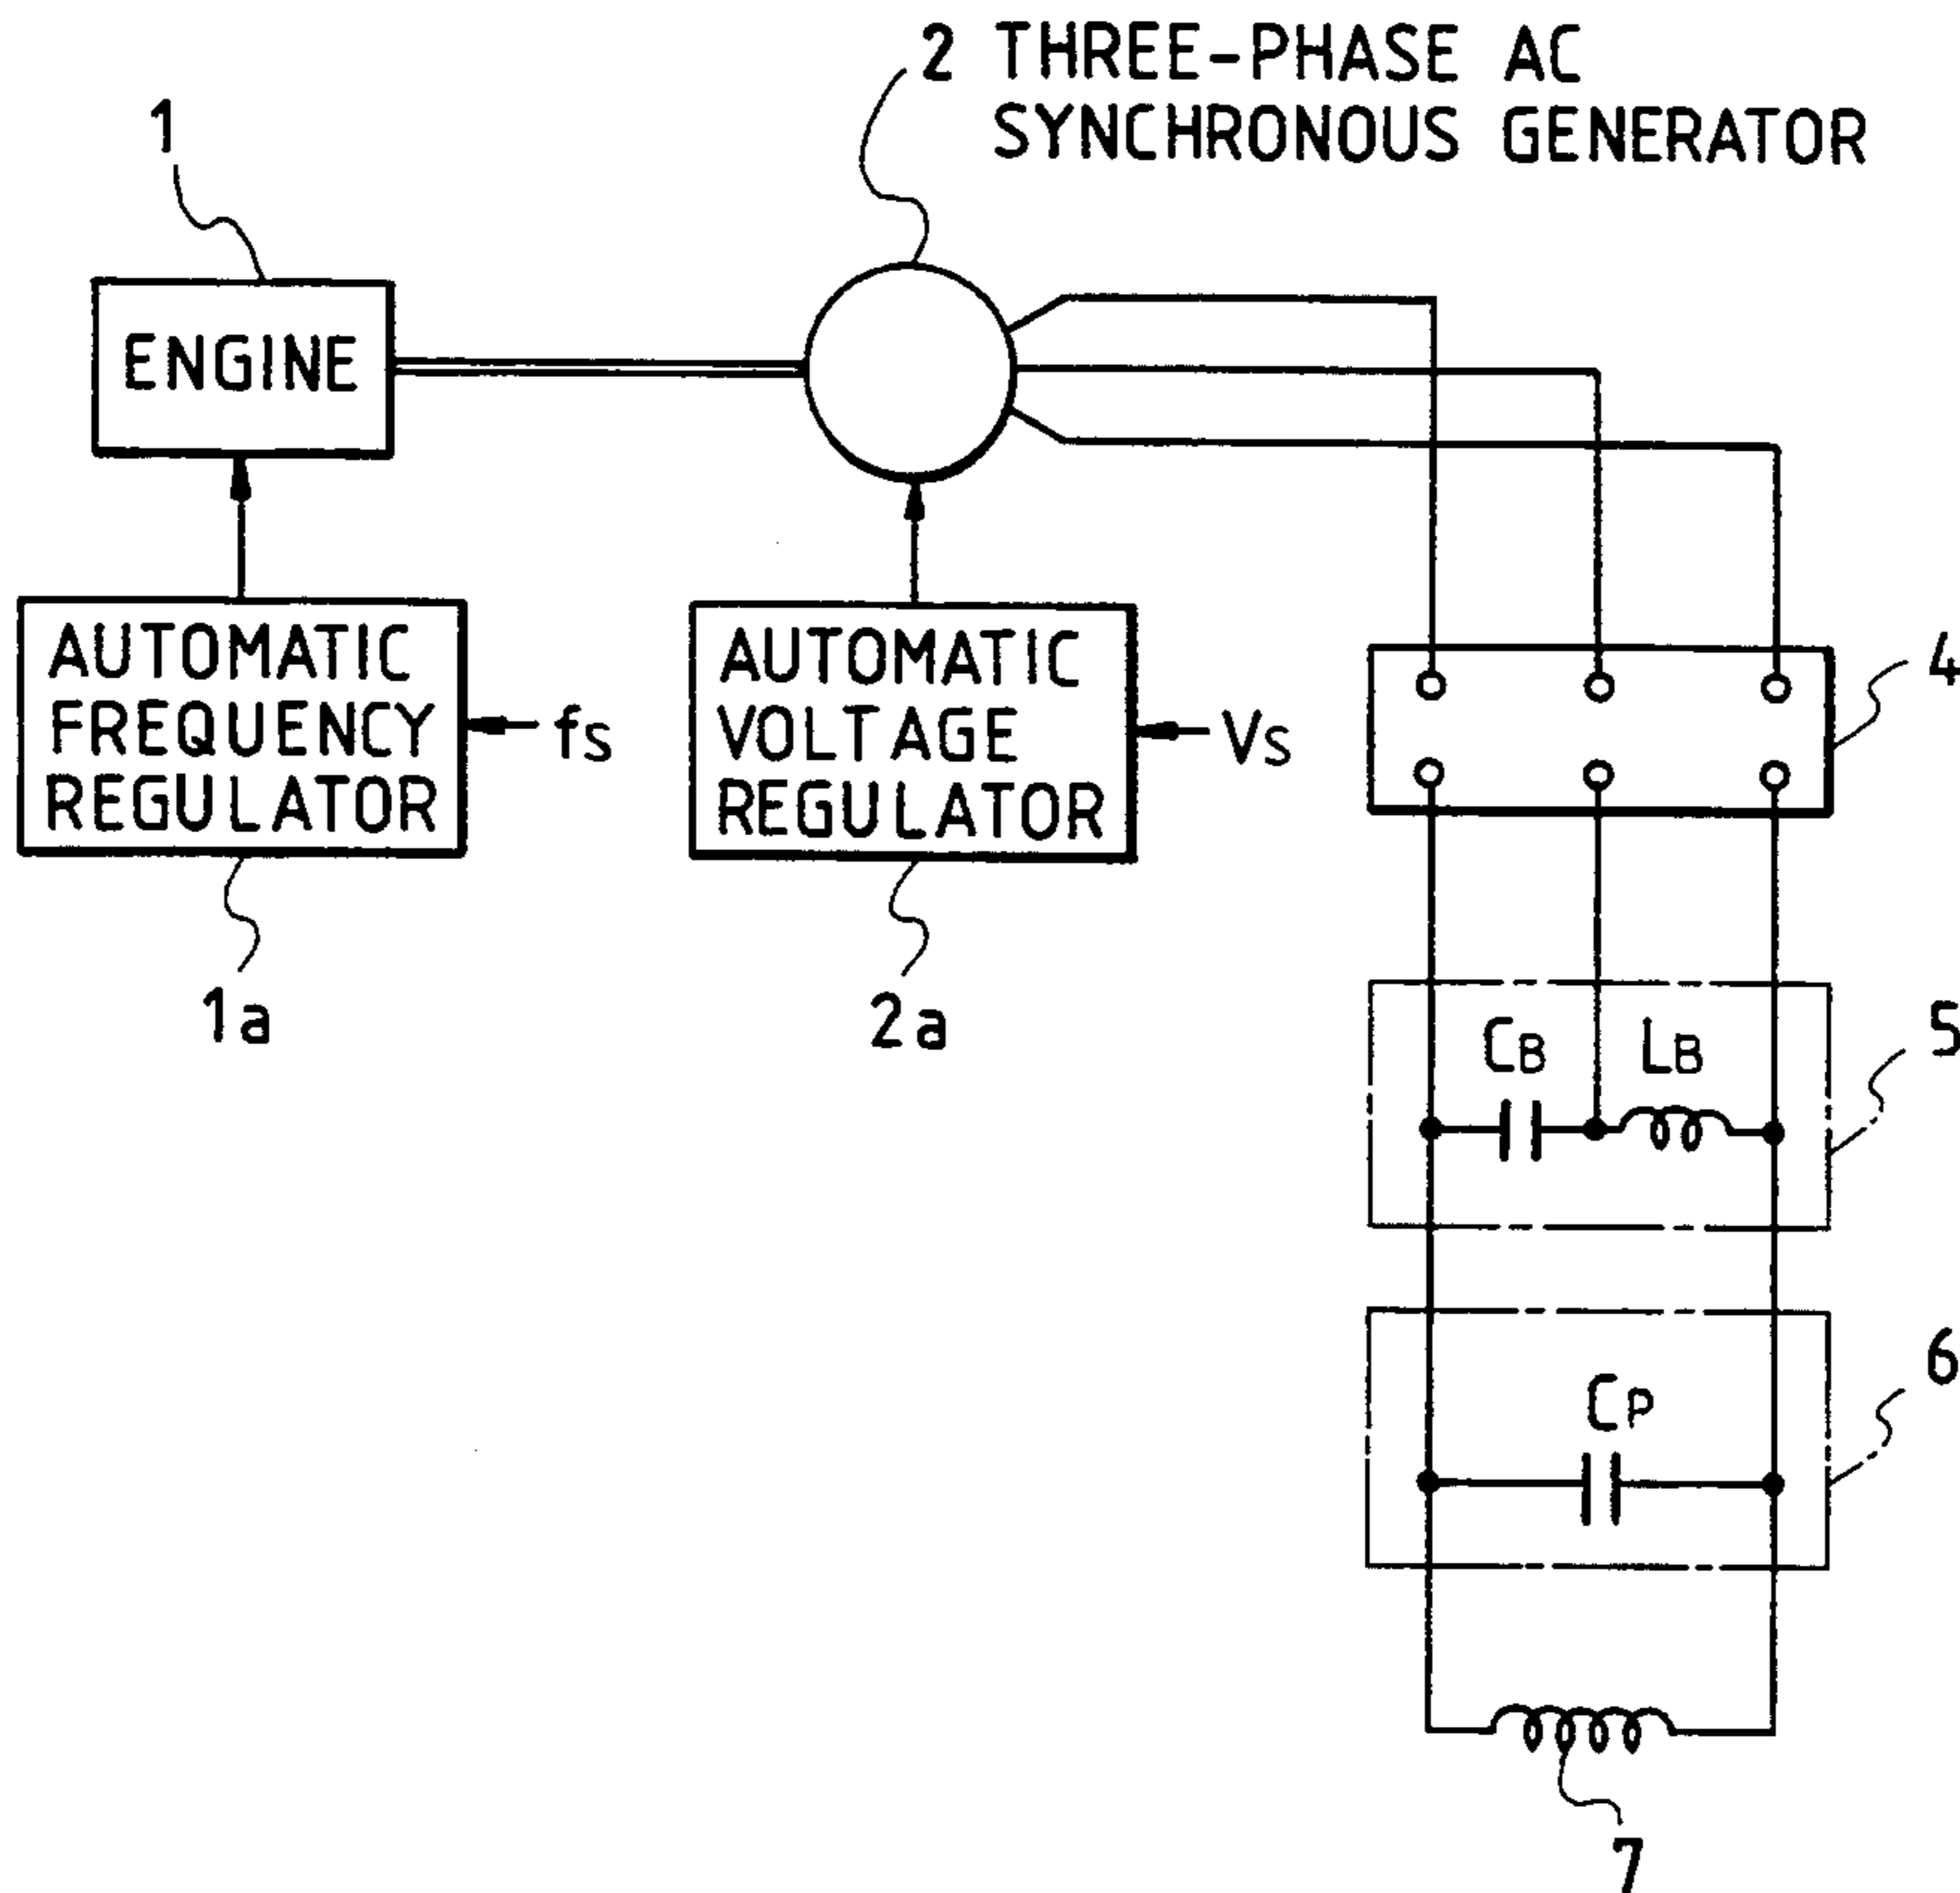 2 THREE-PHASE AC
SYNCHRONOUS GENERATOR
1
ENGINE
AUTOMATIC
FREQUENCY
REGULATOR
fs
AUTOMATIC
VOLTAGE
REGULATOR
Vs
4
1a
2a
5
CB
LB
6
CP
7